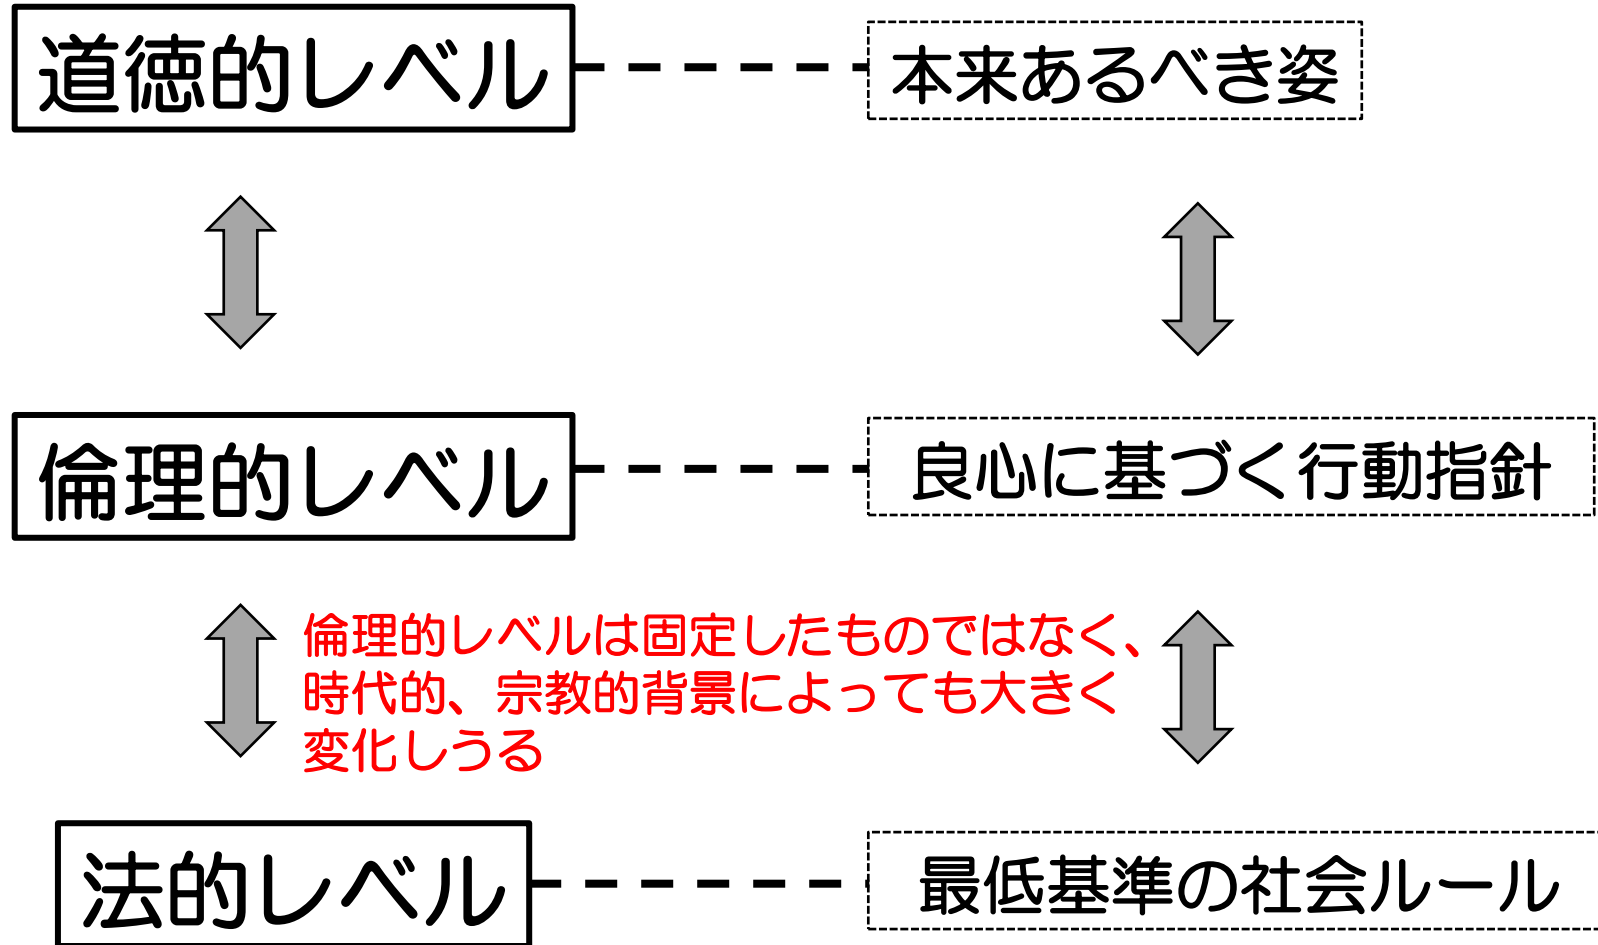 道徳的レベル
本来あるべき姿
倫理的レベル
良心に基づく行動指針
倫理的レベルは固定したものではなく、
時代的、宗教的背景によっても大きく
変化しうる
法的レベル
最低基準の社会ルール